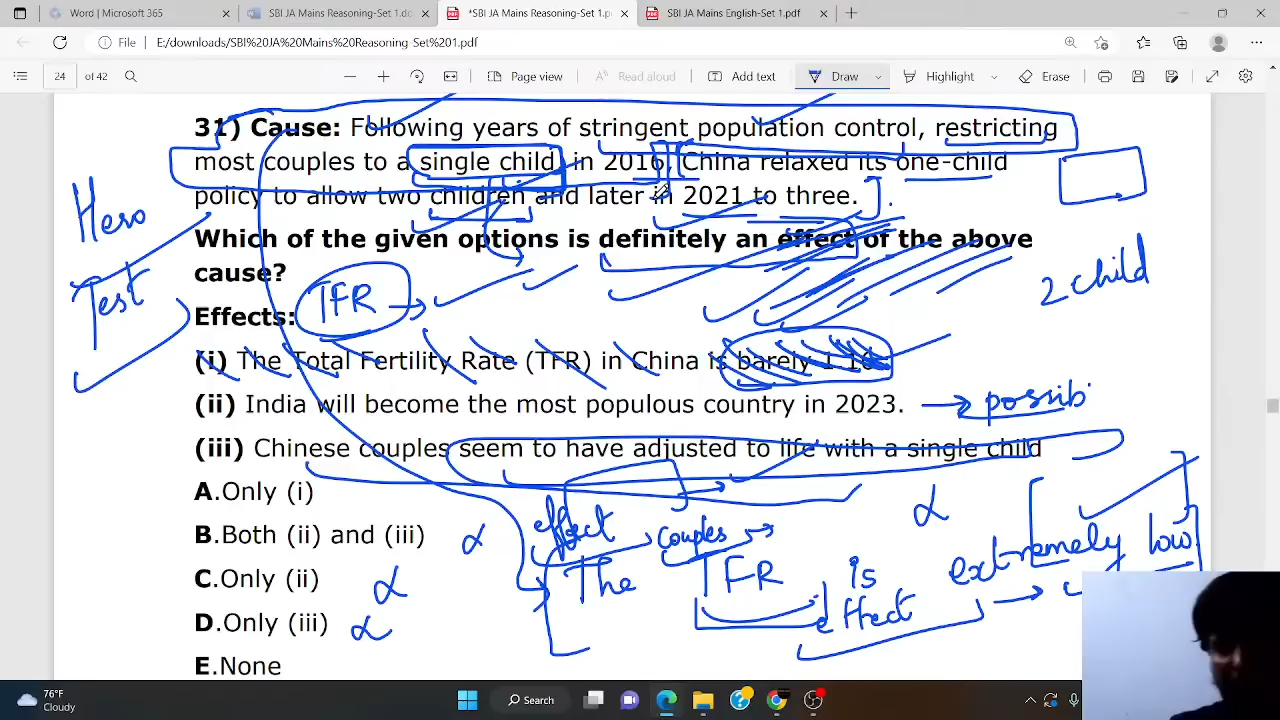 Word | Microsoft 365
SBI JA Mains Reasoning-Set 1.do
*SBI JA Mains Reasoning-Set 1.p
SBI JA Mains English-Set 1.pdf
File
E:/downloads/SBI%20JA%20Mains%20Reasoning-Set%201.pdf
24 of 42
Page view
Read aloud
Add text
Draw
Highlight
Erase
31) Cause: Following years of stringent population control, restricting
most couples to a single child in 2016, China relaxed its one-child
policy to allow two children and later in 2021 to three.
Which of the given options is definitely an effect of the above
cause?
Effects:
(i) The Total Fertility Rate (TFR) in China is barely 1.18
(ii) India will become the most populous country in 2023.
(iii) Chinese couples seem to have adjusted to life with a single child
A.Only (i)
B.Both (ii) and (iii)
C.Only (ii)
D.Only (iii)
E.None
Hero
Test
TFR
2 child
possib
effect
couples
The TFR is extremely low
effect
76°F
Cloudy
Search